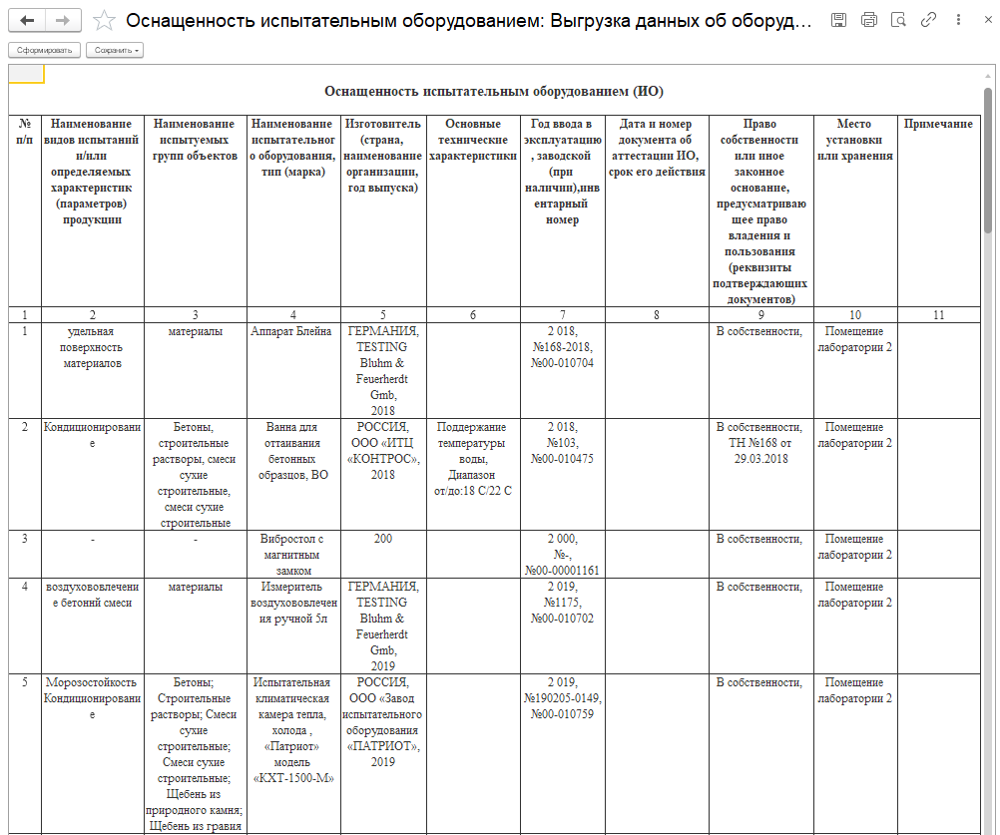 Оснащенность испытательным оборудованием: Выгрузка данных об оборуд...
Сформировать
Сохранить
Оснащенность испытательным оборудованием (ИО)
№
п/п
Наименование
видов испытаний
и/или
определяемых
характеристик
(параметров)
продукции
Наименование
испытуемых
групп объектов
Наименование
испытательног
о оборудования,
тип (марка)
Изготовитель
(страна,
наименование
организации,
год выпуска)
Основные
технические
характеристики
Год ввода в
эксплуатацию
, заводской
(при
наличии),инв
ентарный
номер
Дата и номер
документа об
аттестации ИО,
срок его действия
Право
собственности
или иное
законное
основание,
предусматриваю
щее право
владения и
пользования
(реквизиты
подтверждающих
документов)
Место
установки
или хранения
Примечание
1
2
3
4
5
6
7
8
9
10
11
1
удельная
поверхность
материалов
материалы
Аппарат Блейна
ГЕРМАНИЯ,
TESTING
Bluhm &
Feuerherdt
Gmb,
2018
2 018,
№168-2018,
№00-010704
В собственности,
Помещение
лаборатории 2
2
Кондиционировани
е
Бетоны,
строительные
растворы, смеси
сухие
строительные,
смеси сухие
строительные
Ванна для
оттаивания
бетонных
образцов, ВО
РОССИЯ,
ООО «ИТЦ
«КОНТРОС»,
2018
Поддержание
температуры
воды,
Диапазон
от/до:18 С/22 С
2 018,
№103,
№00-010475
В собственности,
ТН №168 от
29.03.2018
Помещение
лаборатории 2
3
-
-
Вибростол с
магнитным
замком
200
2 000,
№-,
№00-00001161
В собственности,
Помещение
лаборатории 2
4
воздухововлечени
е бетоннй смеси
материалы
Измеритель
воздухововлечен
ия ручной 5л
ГЕРМАНИЯ,
TESTING
Bluhm &
Feuerherdt
Gmb,
2019
2 019,
№1175,
№00-010702
В собственности,
Помещение
лаборатории 2
5
Морозостойкость
Кондиционировани
е
Бетоны;
Строительные
растворы; Смеси
сухие
строительные;
Смеси сухие
строительные;
Щебень из
природного камня;
Щебень из гравия
Испытательная
климатическая
камера тепла,
холода ,
«Патриот»
модель
«КХТ-1500-М»
РОССИЯ,
ООО «Завод
испытательного
оборудования
«ПАТРИОТ»,
2019
2 019,
№190205-0149,
№00-010759
В собственности,
Помещение
лаборатории 2